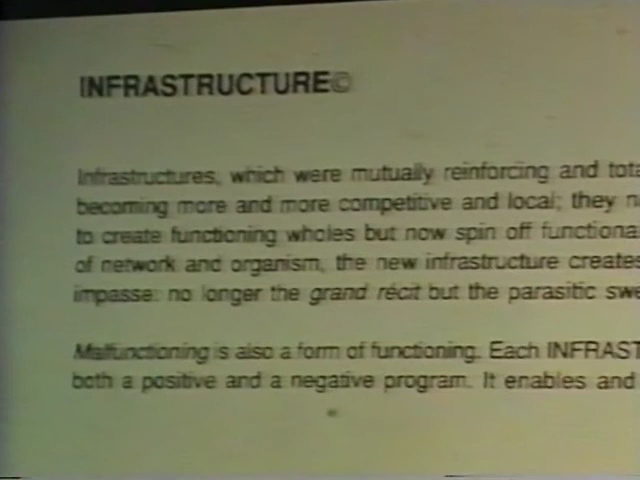 INFRASTRUCTURE©
Infrastructures, which were mutually reinforcing and tota
becoming more and more competitive and local; they n
to create functioning wholes but now spin off functiona
of network and organism, the new infrastructure creates
impasse: no longer the grand récit but the parasitic swe
Malfunctioning is also a form of functioning. Each INFRAST
both a positive and a negative program. It enables and